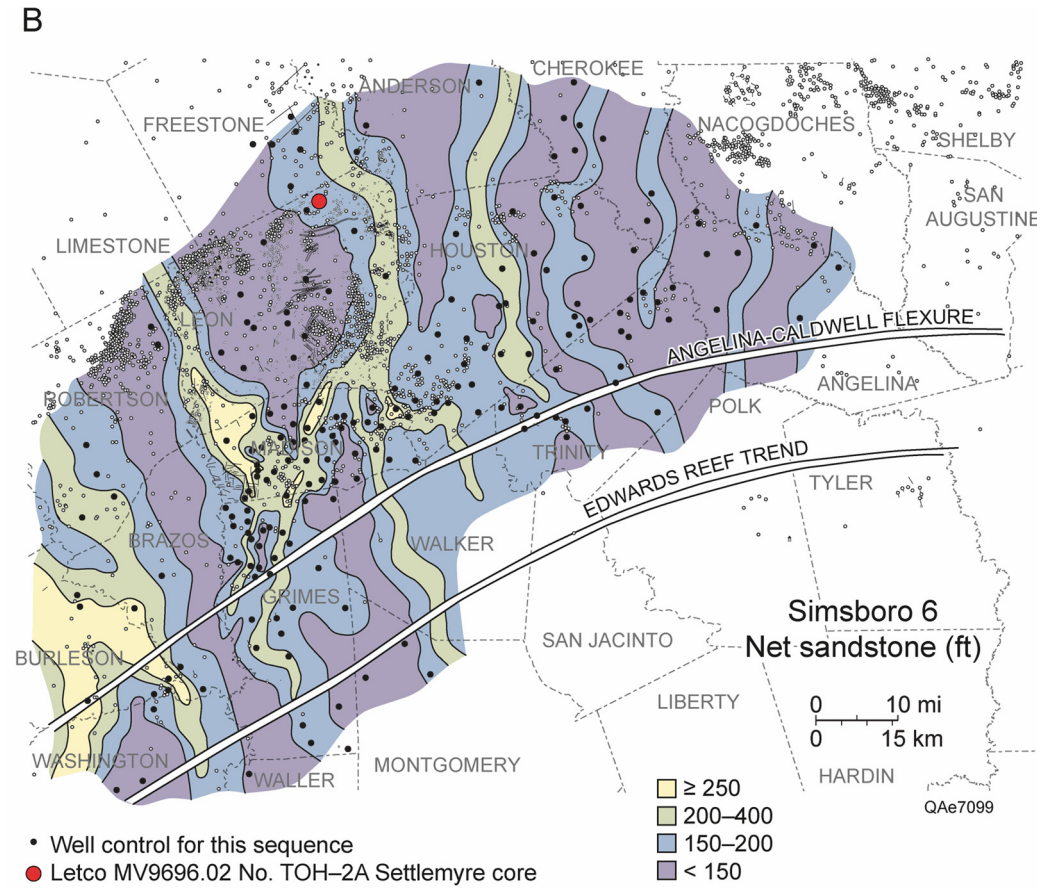 B
CHEROKEE
ANDERSON
FREESTONE
NACOGDOCHES
SHELBY
SAN
AUGUSTINE
LIMESTONE
HOUSTON
LEON
ANGELINA-CALDWELL FLEXURE
ANGELINA
ROBERTSON
POLK
MADISON
TRINITY
EDWARDS REEF TREND
TYLER
BRAZOS
WALKER
GRIMES
Simsboro 6
Net sandstone (ft)
SAN JACINTO
BURLESON
LIBERTY
0 10 mi
0 15 km
WASHINGTON
WALLER
MONTGOMERY
HARDIN
≥ 250
200–400
150–200
< 150
QAe7099
Well control for this sequence
Letco MV9696.02 No. TOH–2A Settlemyre core